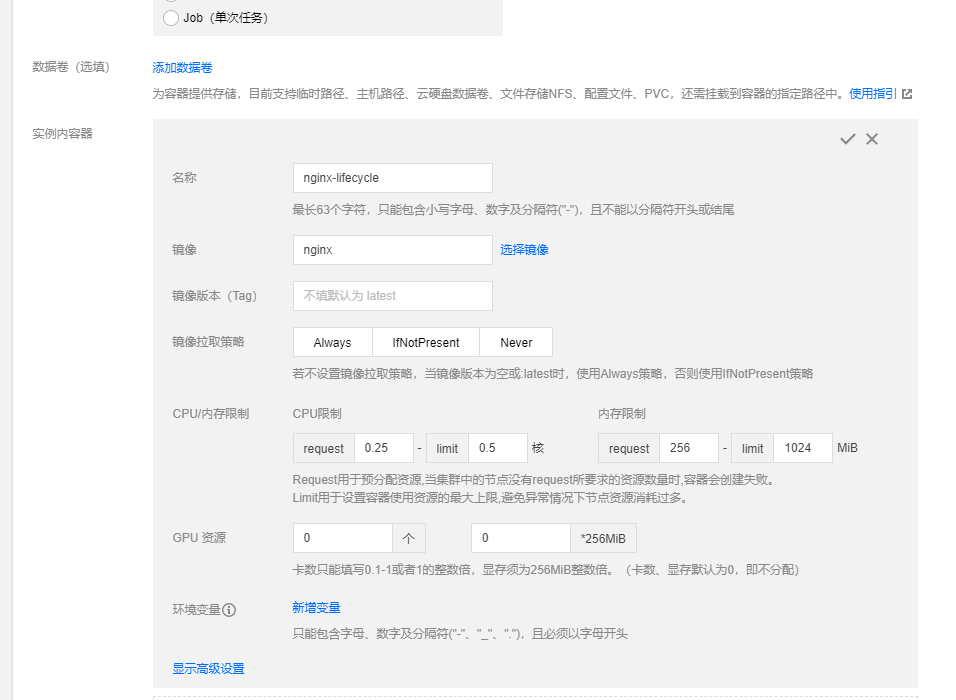 Job（单次任务）
数据卷（选填）
添加数据卷
为容器提供存储，目前支持临时路径、主机路径、云硬盘数据卷、文件存储NFS、配置文件、PVC，还需挂载到容器的指定路径中。使用指引
实例内容器
名称
nginx-lifecycle
最长63个字符，只能包含小写字母、数字及分隔符("-")，且不能以分隔符开头或结尾
镜像
nginx
选择镜像
镜像版本（Tag）
不填默认为 latest
镜像拉取策略
Always
IfNotPresent
Never
若不设置镜像拉取策略，当镜像版本为空或:latest时，使用Always策略，否则使用IfNotPresent策略
CPU/内存限制
CPU限制
内存限制
request 0.25 - limit 0.5 核
request 256 - limit 1024 MiB
Request用于预分配资源,当集群中的节点没有request所要求的资源数量时,容器会创建失败。
Limit用于设置容器使用资源的最大上限,避免异常情况下节点资源消耗过多。
GPU 资源
0 个
0 *256MiB
卡数只能填写0.1-1或者1的整数倍，显存须为256MiB整数倍。（卡数、显存默认为0，即不分配）
环境变量
新增变量
只能包含字母、数字及分隔符("-"、"_"、".")，且必须以字母开头
显示高级设置